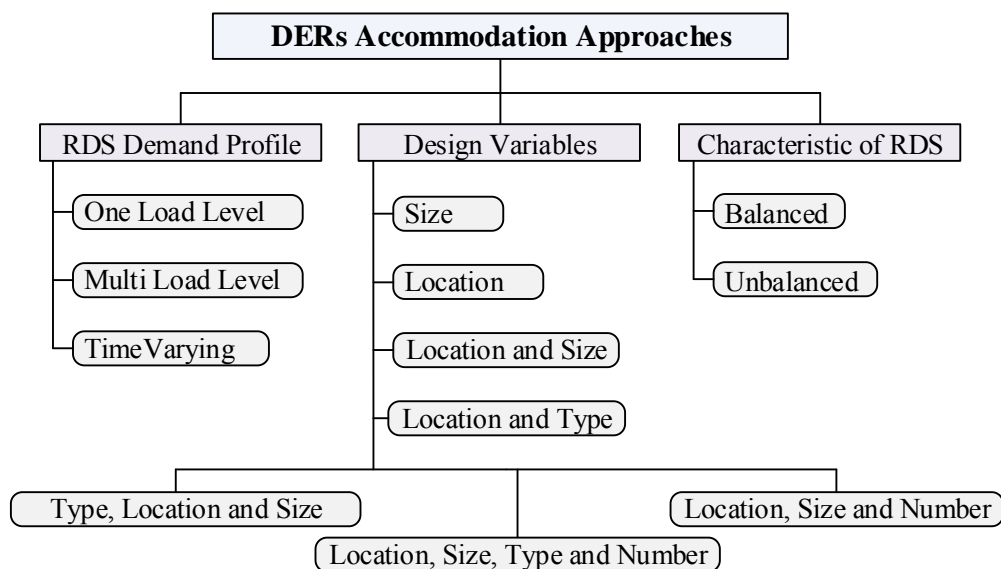 DERs Accommodation Approaches
RDS Demand Profile
One Load Level
Multi Load Level
TimeVarying
Design Variables
Size
Location
Location and Size
Location and Type
Type, Location and Size
Location, Size, Type and Number
Location, Size and Number
Characteristic of RDS
Balanced
Unbalanced